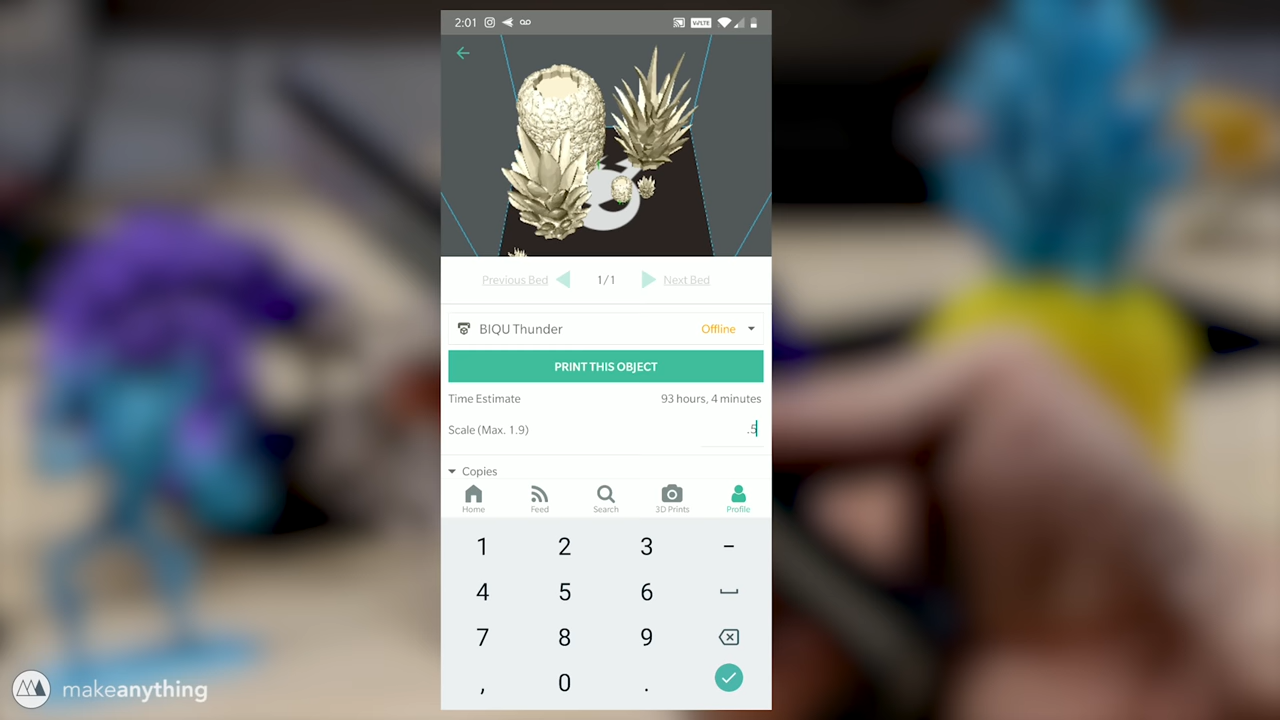 2:01
VoLTE
Previous Bed 1/1 Next Bed
BIQU Thunder Offline
PRINT THIS OBJECT
Time Estimate 93 hours, 4 minutes
Scale (Max. 1.9) .5
Copies
Home Feed Search 3D Prints Profile
1 2 3 -
4 5 6
7 8 9
, 0 .
makeanything